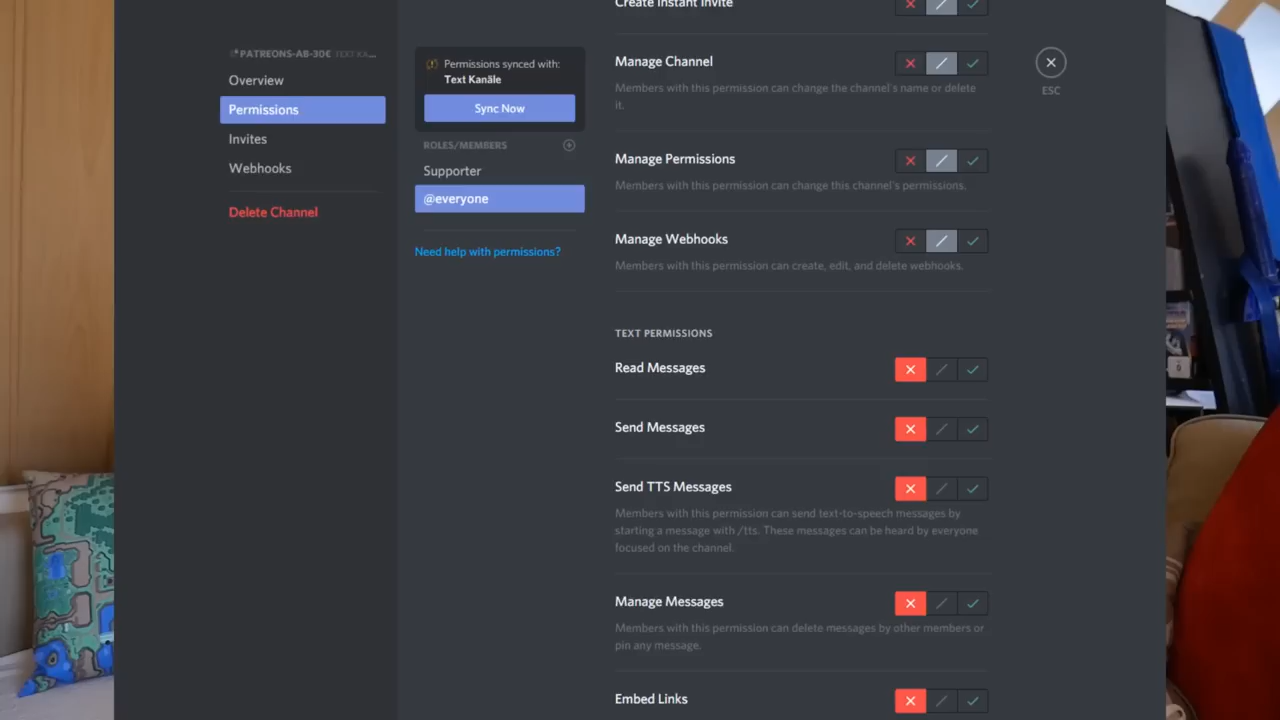 Create Instant Invite
PATREONS-AB-30€
Overview
Permissions
Invites
Webhooks
Delete Channel
Permissions synced with:
Text Kanäle
Sync Now
ROLES/MEMBERS
Supporter
@everyone
Need help with permissions?
Manage Channel
Members with this permission can change the channel's name or delete
it.
Manage Permissions
Members with this permission can change this channel's permissions.
Manage Webhooks
Members with this permission can create, edit, and delete webhooks.
TEXT PERMISSIONS
Read Messages
Send Messages
Send TTS Messages
Members with this permission can send text-to-speech messages by
starting a message with /tts. These messages can be heard by everyone
focused on the channel.
Manage Messages
Members with this permission can delete messages by other members or
pin any message.
Embed Links
ESC